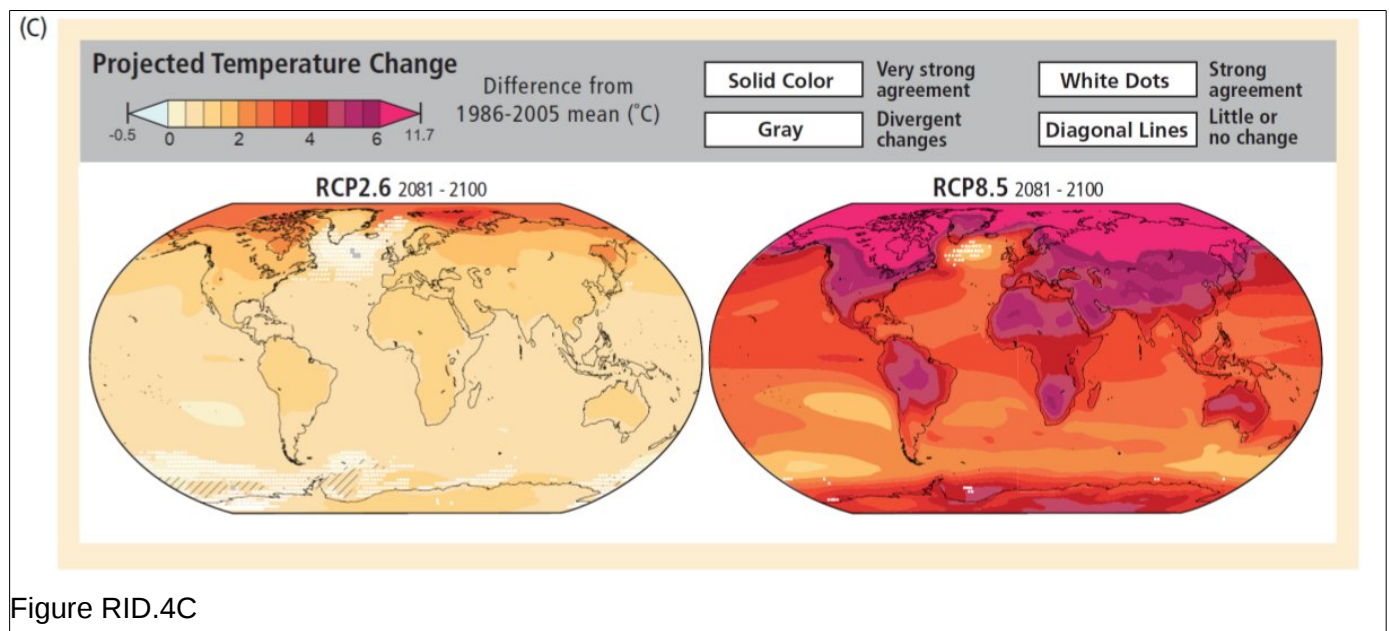 (C)
Projected Temperature Change
Difference from
1986-2005 mean (˚C)
-0.5 0 2 4 6 11.7
Solid Color
Very strong
agreement
White Dots
Strong
agreement
Gray
Divergent
changes
Diagonal Lines
Little or
no change
RCP2.6 2081 - 2100
RCP8.5 2081 - 2100
Figure RID.4C